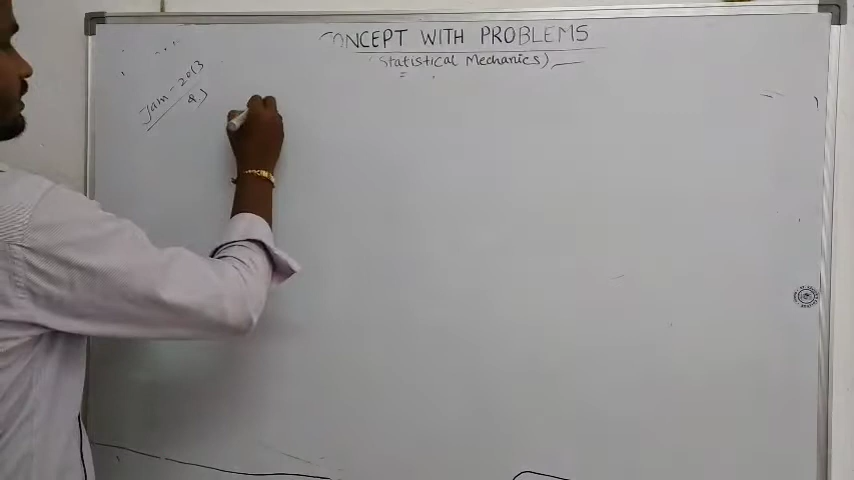 CONCEPT WITH PROBLEMS
(Statistical Mechanics)
Jam - 2013